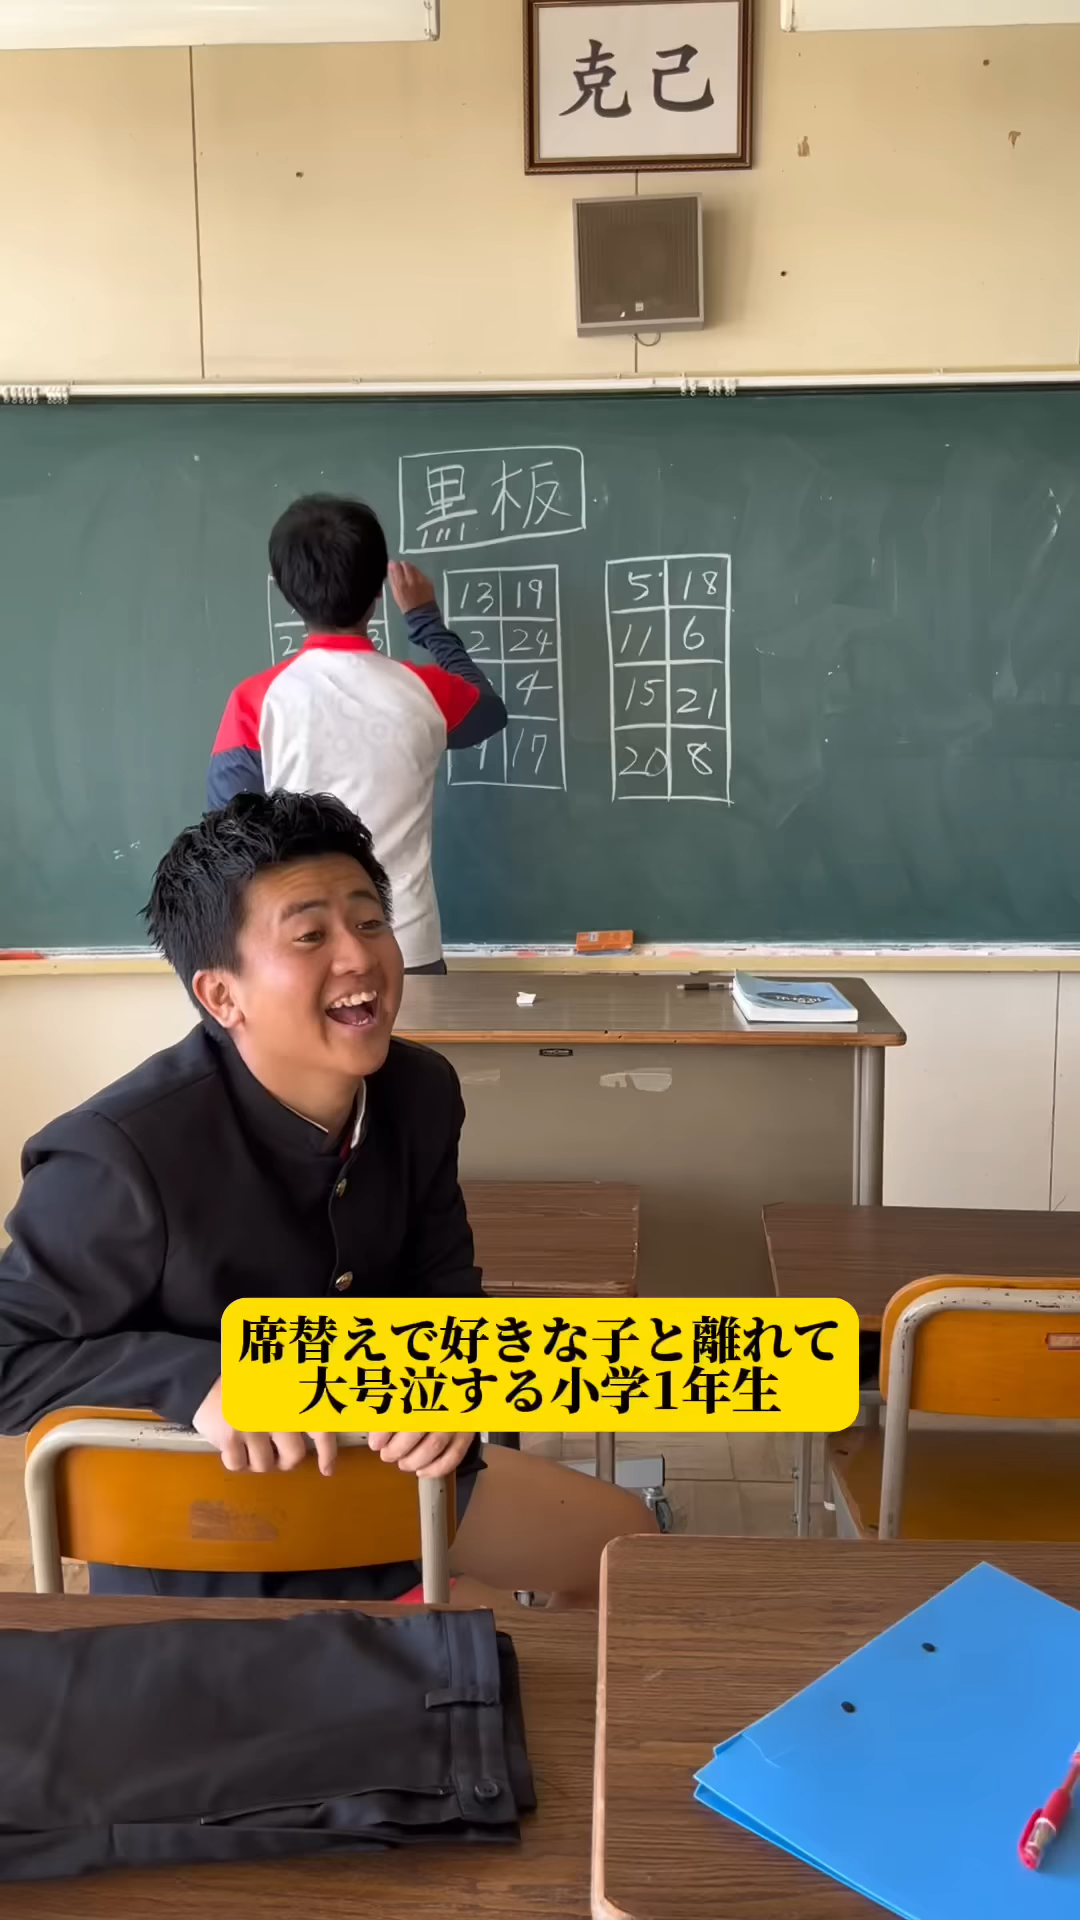 克己
黒板
13 19
2 24
4
9 17
5 18
11 6
15 21
20 8
席替えで好きな子と離れて
大号泣する小学1年生